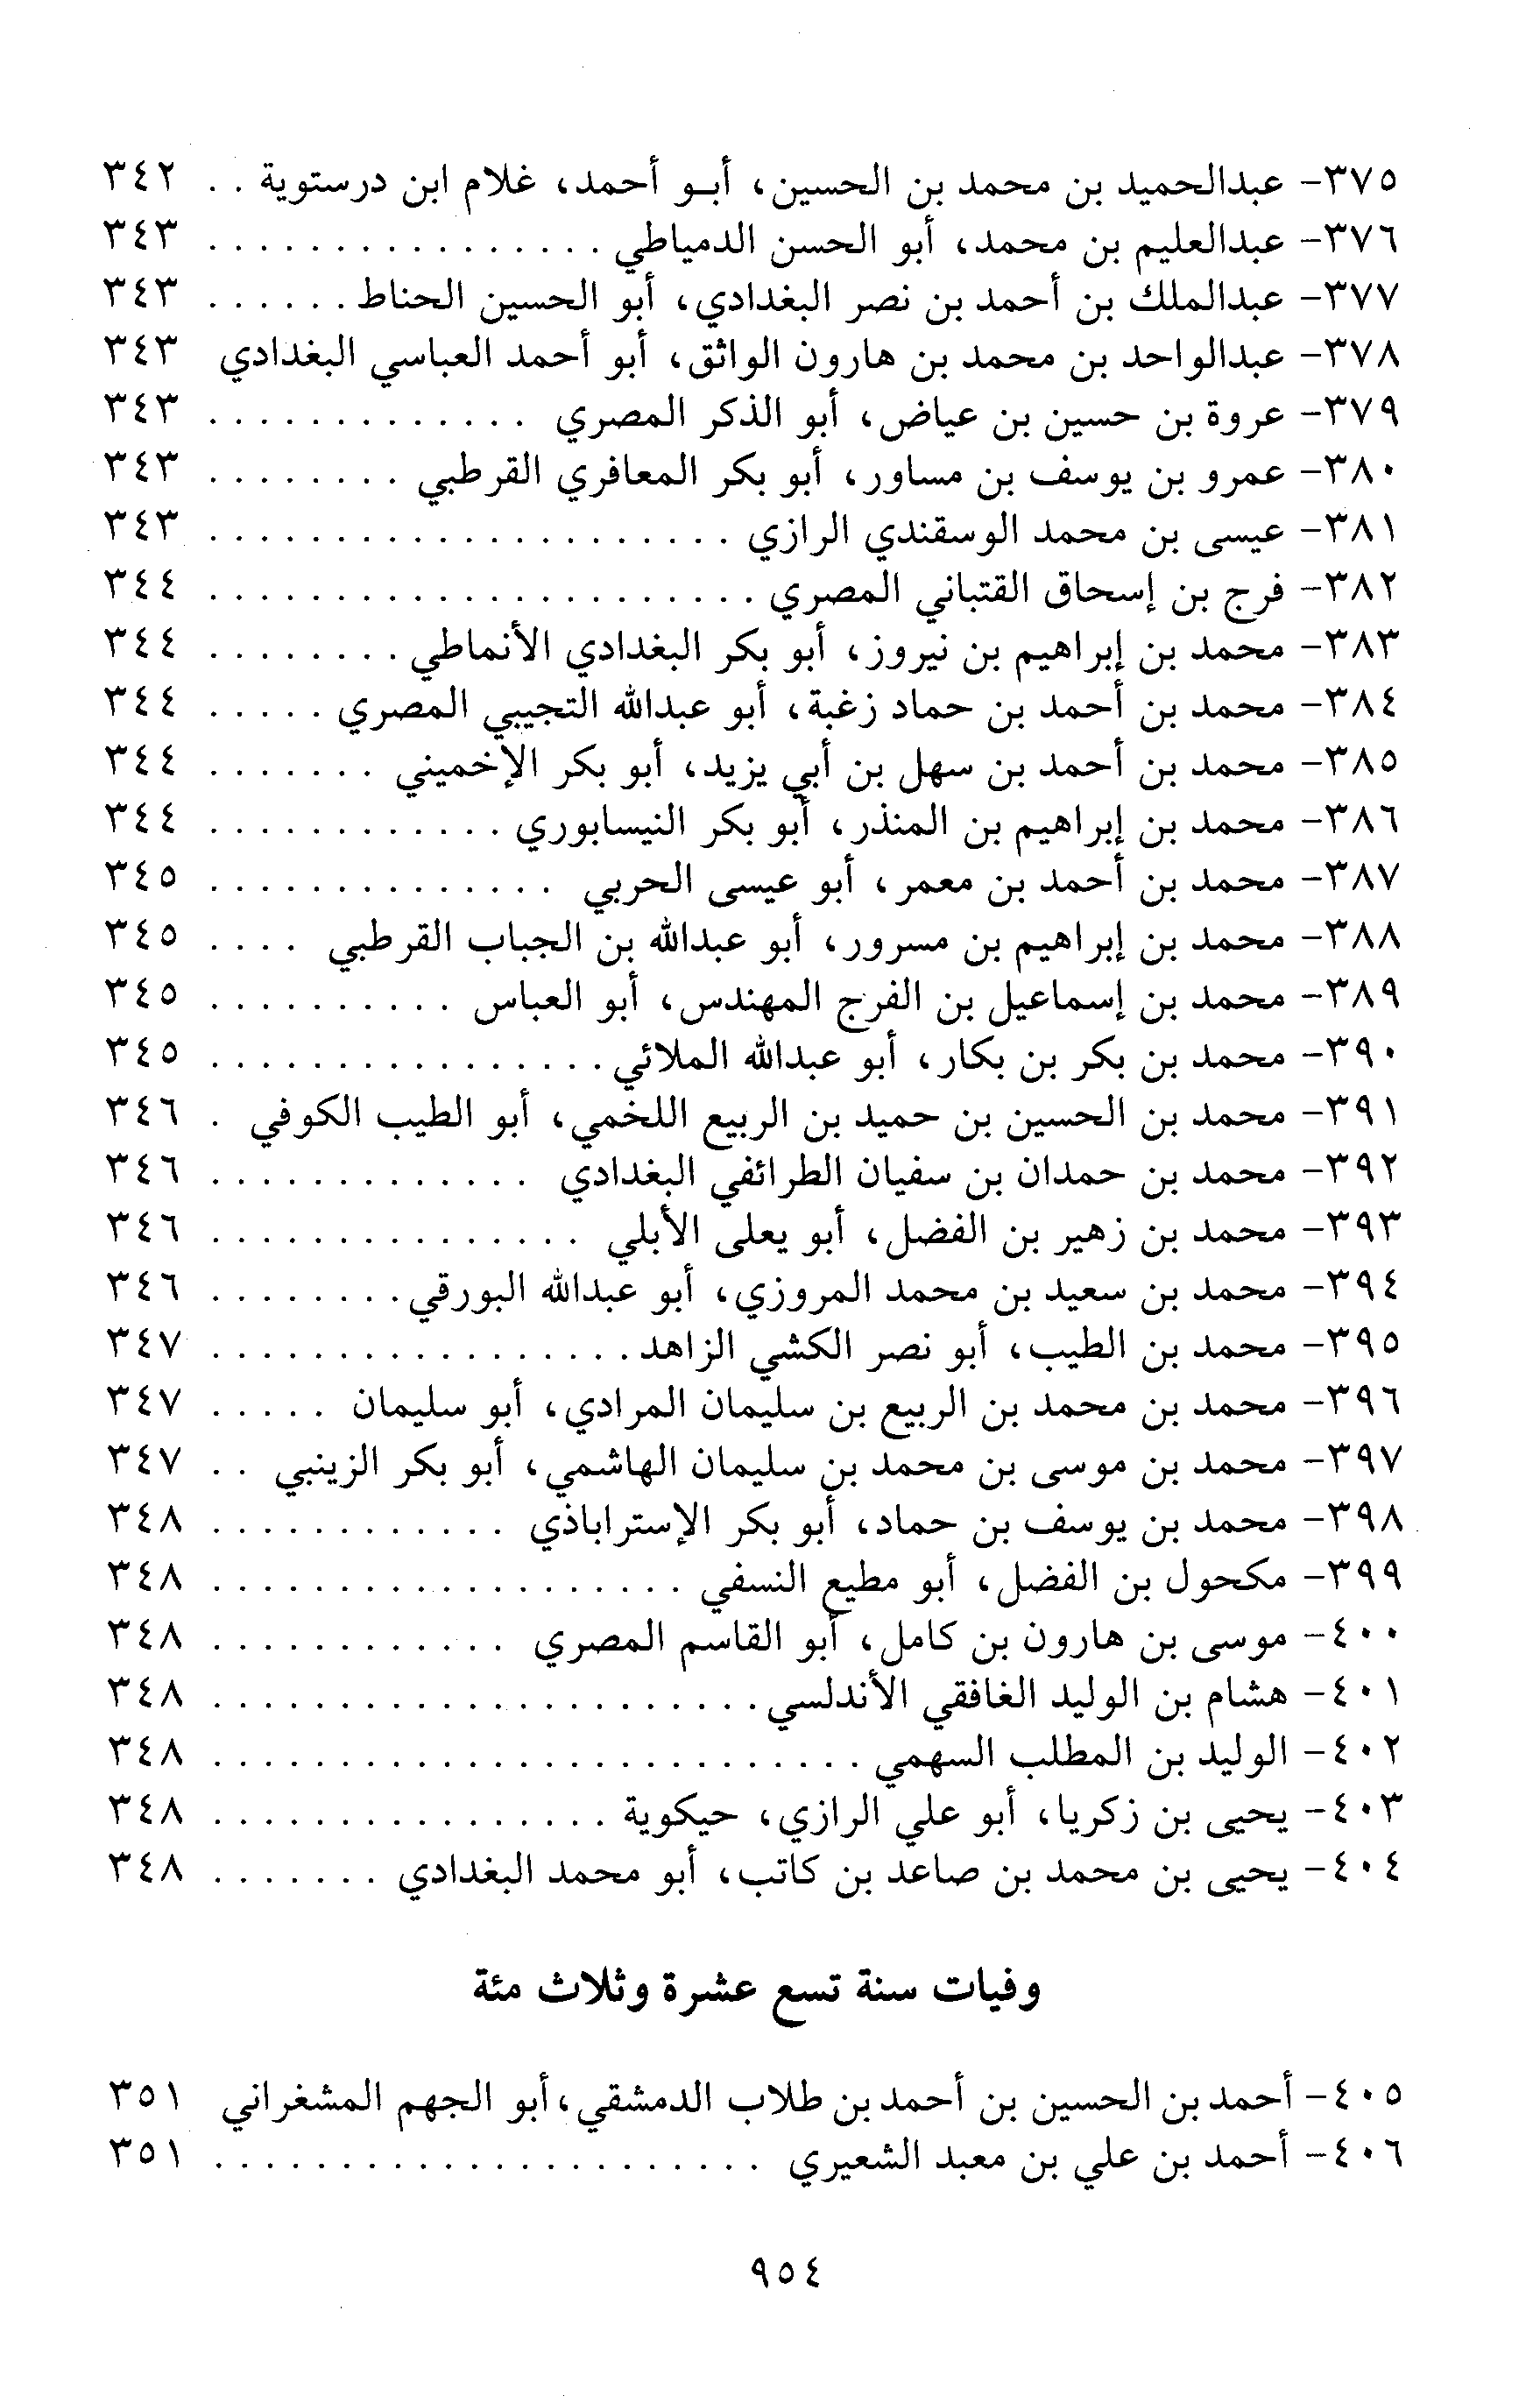 ٣٧٥- عبدالحميد بن محمد بن الحسين، أبو أحمد، غلام ابن درستوية . . ٣٤٢
٣٧٦- عبدالعليم بن محمد، أبو الحسن الدمياطي . . . . . . . . . . . . . . . . ٣٤٣
٣٧٧- عبدالملك بن أحمد بن نصر البغدادي، أبو الحسين الحناط . . . . . . ٣٤٣
٣٧٨- عبدالواحد بن محمد بن هارون الواثق، أبو أحمد العباسي البغدادي ٣٤٣
٣٧٩- عروة بن حسين بن عياض، أبو الذكر المصري . . . . . . . . . . . . . ٣٤٣
٣٨٠- عمرو بن يوسف بن مساور، أبو بكر المعافري القرطبي . . . . . . . . ٣٤٣
٣٨١- عيسى بن محمد الوسقندي الرازي . . . . . . . . . . . . . . . . . . . . . ٣٤٣
٣٨٢- فرج بن إسحاق القتباني المصري . . . . . . . . . . . . . . . . . . . . . . ٣٤٤
٣٨٣- محمد بن إبراهيم بن نيروز، أبو بكر البغدادي الأنماطي . . . . . . . . ٣٤٤
٣٨٤- محمد بن أحمد بن حماد زغبة، أبو عبدالله التجيبي المصري . . . . . ٣٤٤
٣٨٥- محمد بن أحمد بن سهل بن أبي يزيد، أبو بكر الإخميني . . . . . . . ٣٤٤
٣٨٦- محمد بن إبراهيم بن المنذر، أبو بكر النيسابوري . . . . . . . . . . . . ٣٤٤
٣٨٧- محمد بن أحمد بن معمر، أبو عيسى الحربي . . . . . . . . . . . . . . ٣٤٥
٣٨٨- محمد بن إبراهيم بن مسرور، أبو عبدالله بن الجباب القرطبي . . . . ٣٤٥
٣٨٩- محمد بن إسماعيل بن الفرج المهندس، أبو العباس . . . . . . . . . . ٣٤٥
٣٩٠- محمد بن بكر بن بكار، أبو عبدالله الملائي . . . . . . . . . . . . . . . . ٣٤٥
٣٩١- محمد بن الحسين بن حميد بن الربيع اللخمي، أبو الطيب الكوفي . ٣٤٦
٣٩٢- محمد بن حمدان بن سفيان الطرائفي البغدادي . . . . . . . . . . . . . ٣٤٦
٣٩٣- محمد بن زهير بن الفضل، أبو يعلى الأبلي . . . . . . . . . . . . . . . ٣٤٦
٣٩٤- محمد بن سعيد بن محمد المروزي، أبو عبدالله البورقي . . . . . . . . ٣٤٦
٣٩٥- محمد بن الطيب، أبو نصر الكشي الزاهد . . . . . . . . . . . . . . . . . ٣٤٧
٣٩٦- محمد بن محمد بن الربيع بن سليمان المرادي، أبو سليمان . . . . . ٣٤٧
٣٩٧- محمد بن موسى بن محمد بن سليمان الهاشمي، أبو بكر الزينبي . . ٣٤٧
٣٩٨- محمد بن يوسف بن حماد، أبو بكر الإستراباذي . . . . . . . . . . . . ٣٤٨
٣٩٩- مكحول بن الفضل، أبو مطيع النسفي . . . . . . . . . . . . . . . . . . . ٣٤٨
٤٠٠- موسى بن هارون بن كامل، أبو القاسم المصري . . . . . . . . . . . . ٣٤٨
٤٠١- هشام بن الوليد الغافقي الأندلسي . . . . . . . . . . . . . . . . . . . . . . ٣٤٨
٤٠٢- الوليد بن المطلب السهمي . . . . . . . . . . . . . . . . . . . . . . . . . . ٣٤٨
٤٠٣- يحيى بن زكريا، أبو علي الرازي، حيكوية . . . . . . . . . . . . . . . . ٣٤٨
٤٠٤- يحيى بن محمد بن صاعد بن كاتب، أبو محمد البغدادي . . . . . . . ٣٤٨
وفيات سنة تسع عشرة وثلاث مئة
٤٠٥- أحمد بن الحسين بن أحمد بن طلاب الدمشقي، أبو الجهم المشغراني ٣٥١
٤٠٦- أحمد بن علي بن معبد الشعيري . . . . . . . . . . . . . . . . . . . . . . ٣٥١
٩٥٤